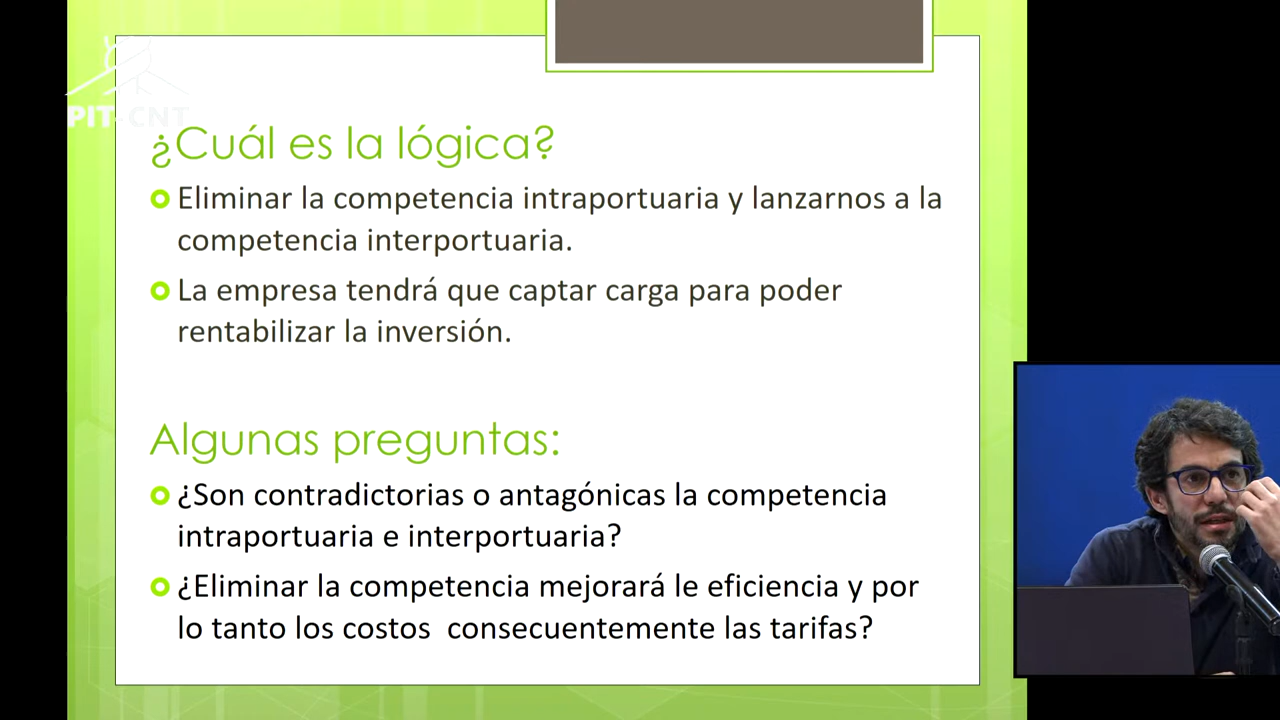 PIT-CNT
¿Cuál es la lógica?
Eliminar la competencia intraportuaria y lanzarnos a la
competencia interportuaria.
La empresa tendrá que captar carga para poder
rentabilizar la inversión.
Algunas preguntas:
¿Son contradictorias o antagónicas la competencia
intraportuaria e interportuaria?
¿Eliminar la competencia mejorará le eficiencia y por
lo tanto los costos consecuentemente las tarifas?